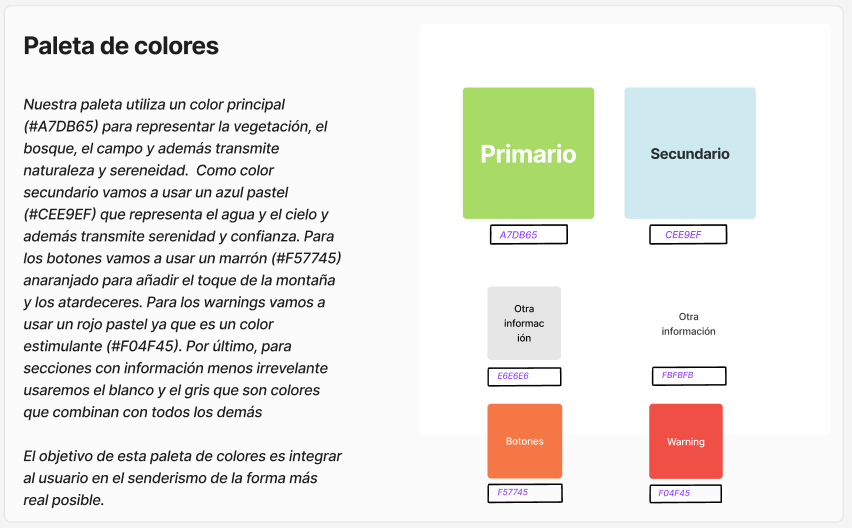 Paleta de colores
Nuestra paleta utiliza un color principal
(#A7DB65) para representar la vegetación, el
bosque, el campo y además transmite
naturaleza y sereneidad.  Como color
secundario vamos a usar un azul pastel
(#CEE9EF) que representa el agua y el cielo y
además transmite serenidad y confianza. Para
los botones vamos a usar un marrón (#F57745)
anaranjado para añadir el toque de la montaña
y los atardeceres. Para los warnings vamos a
usar un rojo pastel ya que es un color
estimulante (#F04F45). Por último, para
secciones con información menos irrevelante
usaremos el blanco y el gris que son colores
que combinan con todos los demás
El objetivo de esta paleta de colores es integrar
al usuario en el senderismo de la forma más
real posible.
Primario
Secundario
A7DB65
CEE9EF
Otra
informac
ión
Otra
información
E6E6E6
FBFBFB
Botones
Warning
F57745
F04F45